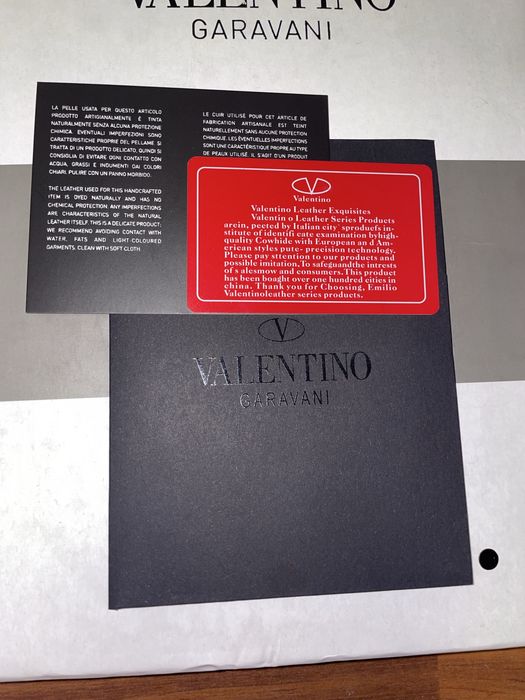 VALENTINO
GARAVANI
LA PELLE USATA PER QUESTO ARTICOLO
PRODOTTO ARTIGIANALMENTE È TINTA
NATURALMENTE SENZA ALCUNA PROTEZIONE
CHIMICA. EVENTUALI IMPERFEZIONI SONO
CARATTERISTICHE PROPRIE DEL PELLAME. SI
TRATTA DI UN PRODOTTO DELICATO, QUINDI SI
CONSIGLIA DI EVITARE OGNI CONTATTO CON
ACQUA, GRASSI E INDUMENTI DAI COLORI
CHIARI. PULIRE CON UN PANNO MORBIDO.
THE LEATHER USED FOR THIS HANDCRAFTED
ITEM IS DYED NATURALLY AND HAS NO
CHEMICAL PROTECTION. ANY IMPERFECTIONS
ARE CHARACTERISTICS OF THE NATURAL
LEATHER ITSELF. THIS IS A DELICATE PRODUCT;
WE RECOMMEND AVOIDING CONTACT WITH
WATER, FATS AND LIGHT-COLOURED
GARMENTS. CLEAN WITH SOFT CLOTH.
LE CUIR UTILISÉ POUR CET ARTICLE DE
FABRICATION ARTISANALE EST TEINT
NATURELLEMENT SANS AUCUNE PROTECTION
CHIMIQUE. LES ÉVENTUELLES IMPERFECTIONS
SONT UNE CARACTÉRISTIQUE PROPRE AU TYPE
DE PEAUX UTILISÉ. IL S'AGIT D'UN PRODUIT
V
Valentino
Valentino Leather Exquisites
Valentin o Leather Series Products
arein, peeted by Italian city' sproduefs in-
stitute of identifi cate examination byhigh-
quality Cowhide with European an d Am-
erican styles pute- precision technology.
Please pay sttention to our products and
possible imitation, To safeguandthe intrests
of s alesmow and consumers. This product
has been boaght over one hundred cities in
china. Thank you for Choosing, Emilio
Valentinoleather series products.
V
VALENTINO
GARAVANI